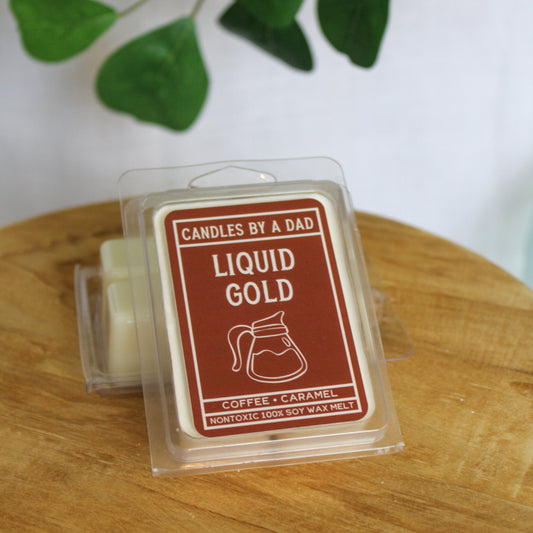 CANDLES BY A DAD
LIQUID
GOLD
COFFEE • CARAMEL
NONTOXIC 100% SOY WAX MELT